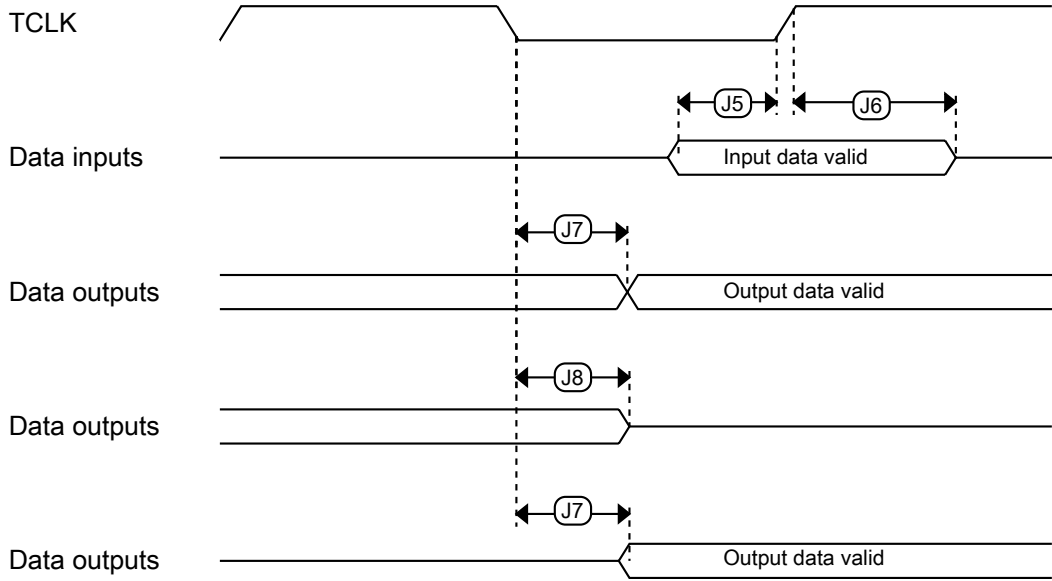 TCLK
J5
J6
Data inputs
Input data valid
J7
Data outputs
Output data valid
J8
Data outputs
J7
Data outputs
Output data valid